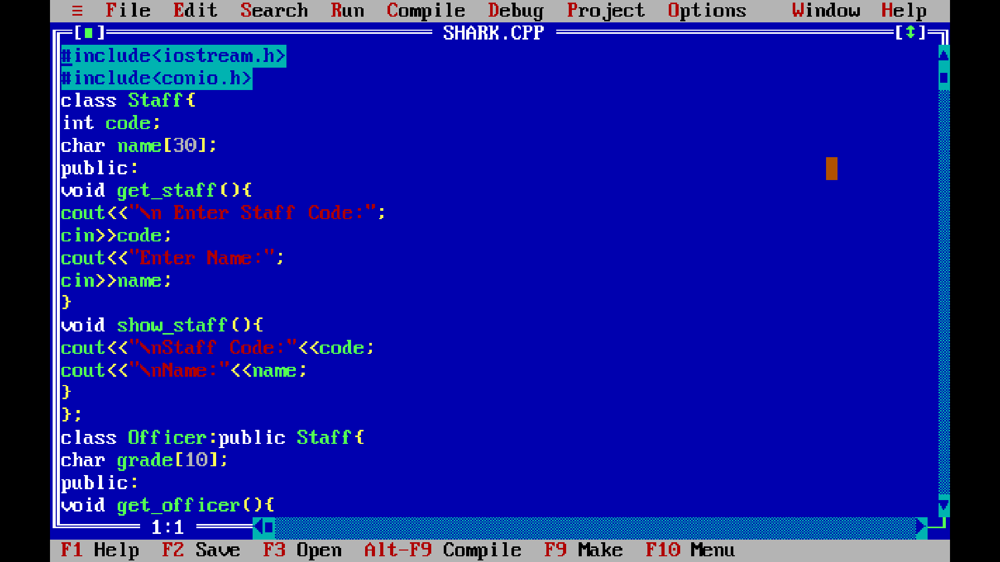 ≡ File Edit Search Run Compile Debug Project Options Window Help
[■] SHARK.CPP [↕]
#include<iostream.h>
#include<conio.h>
class Staff{
int code;
char name[30];
public:
void get_staff(){
cout<<"\n Enter Staff Code:";
cin>>code;
cout<<"Enter Name:";
cin>>name;
}
void show_staff(){
cout<<"\nStaff Code:"<<code;
cout<<"\nName:"<<name;
}
};
class Officer:public Staff{
char grade[10];
public:
void get_officer(){
1:1
F1 Help F2 Save F3 Open Alt-F9 Compile F9 Make F10 Menu